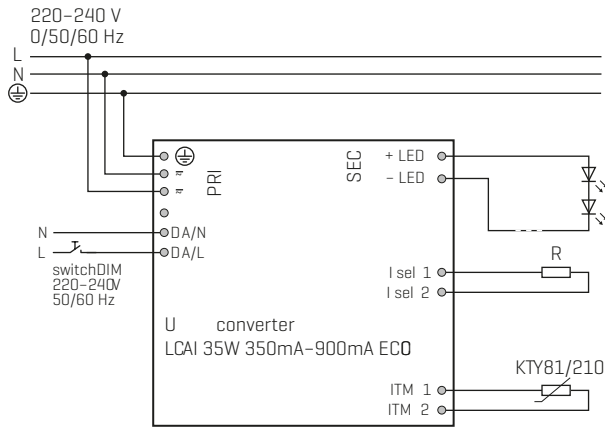 220-240 V
0/50/60 Hz
L
N
PRI
SEC
+ LED
- LED
N
DA/N
L
DA/L
switchDIM
220-240V
50/60 Hz
I sel 1
R
I sel 2
U converter
LCAI 35W 350mA-900mA ECO
KTY81/210
ITM 1
ITM 2